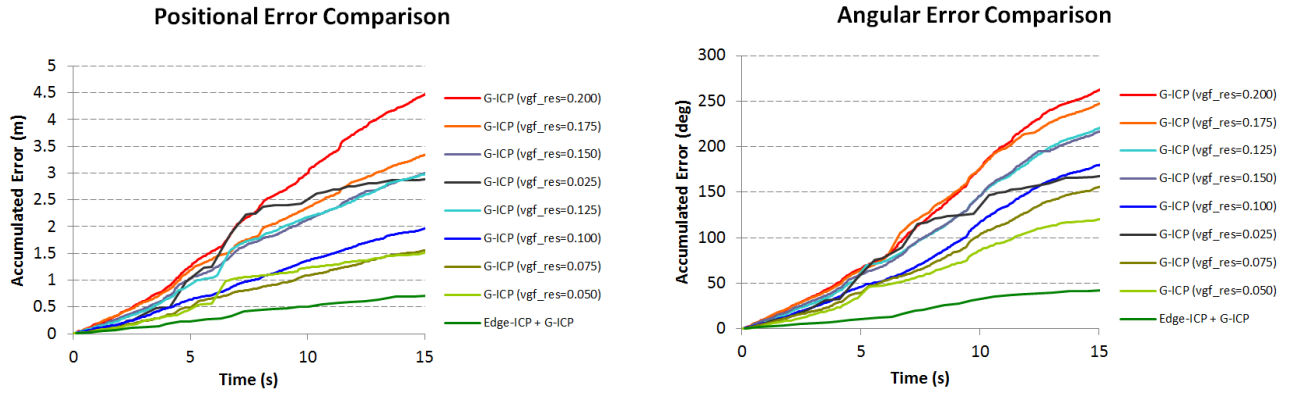 Positional Error Comparison
Accumulated Error (m)
5
4.5
4
3.5
3
2.5
2
1.5
1
0.5
0
0
5
10
15
Time (s)
G-ICP (vgf_res=0.200)
G-ICP (vgf_res=0.175)
G-ICP (vgf_res=0.150)
G-ICP (vgf_res=0.025)
G-ICP (vgf_res=0.125)
G-ICP (vgf_res=0.100)
G-ICP (vgf_res=0.075)
G-ICP (vgf_res=0.050)
Edge-ICP + G-ICP
Angular Error Comparison
Accumulated Error (deg)
300
250
200
150
100
50
0
0
5
10
15
Time (s)
G-ICP (vgf_res=0.200)
G-ICP (vgf_res=0.175)
G-ICP (vgf_res=0.125)
G-ICP (vgf_res=0.150)
G-ICP (vgf_res=0.100)
G-ICP (vgf_res=0.025)
G-ICP (vgf_res=0.075)
G-ICP (vgf_res=0.050)
Edge-ICP + G-ICP